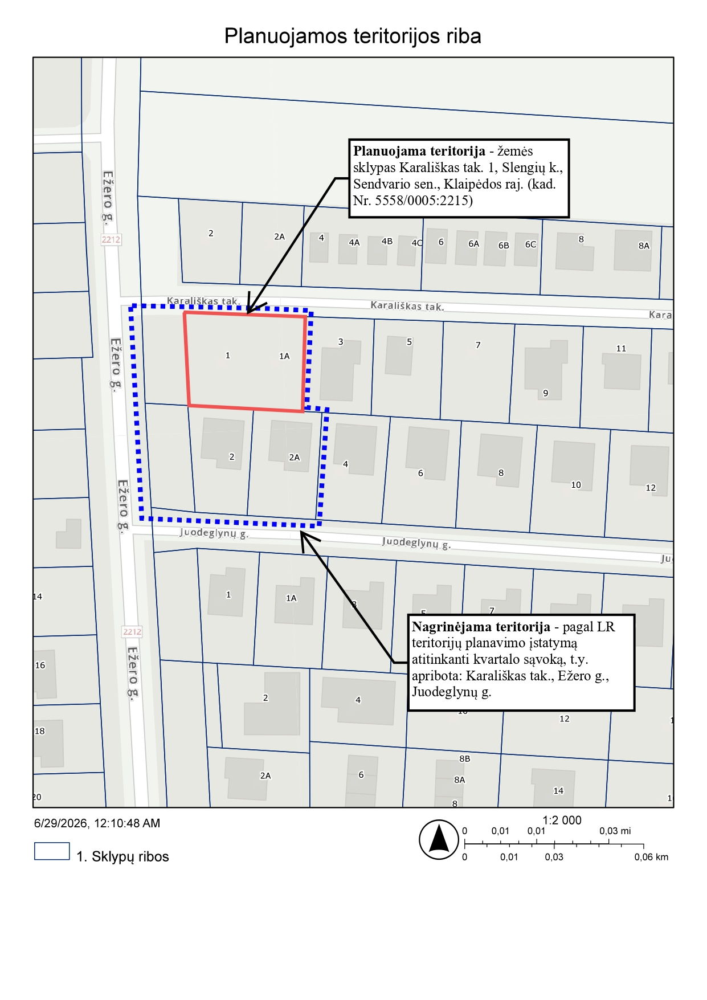 Planuojamos teritorijos riba
Planuojama teritorija - žemės
sklypas Karališkas tak. 1, Slengių k.,
Sendvario sen., Klaipėdos raj. (kad.
Nr. 5558/0005:2215)
Ežero g.
2212
2
2A
4
4A
4B
4C
6
6A
6B
6C
8
8A
Karališkas tak.
Karališkas tak.
Kara
Ežero g.
1
1A
3
5
7
9
11
2
2A
4
6
8
10
12
Ežero g.
Juodeglynų g.
Juodeglynų g.
Ju
14
1
1A
3
5
7
Nagrinėjama teritorija - pagal LR
teritorijų planavimo įstatymą
atitinkanti kvartalo sąvoką, t.y.
apribota: Karališkas tak., Ežero g.,
Juodeglynų g.
2212
Ežero g.
16
2
4
12
18
2A
6
8B
8A
8
14
20
6/29/2026, 12:10:48 AM
1. Sklypų ribos
1:2 000
0 0,01 0,01 0,03 mi
0 0,01 0,03 0,06 km